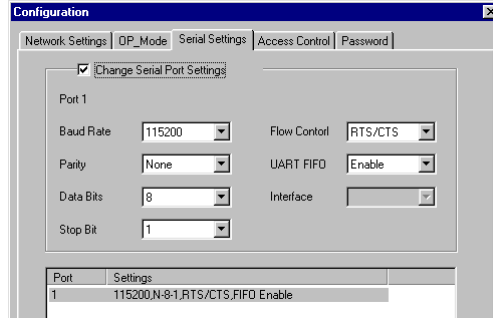 Configuration
Network Settings OP_Mode Serial Settings Access Control Password
Change Serial Port Settings
Port 1
Baud Rate 115200 Flow Contorl RTS/CTS
Parity None UART FIFO Enable
Data Bits 8 Interface
Stop Bit 1
Port Settings
1 115200,N-8-1,RTS/CTS,FIFO Enable